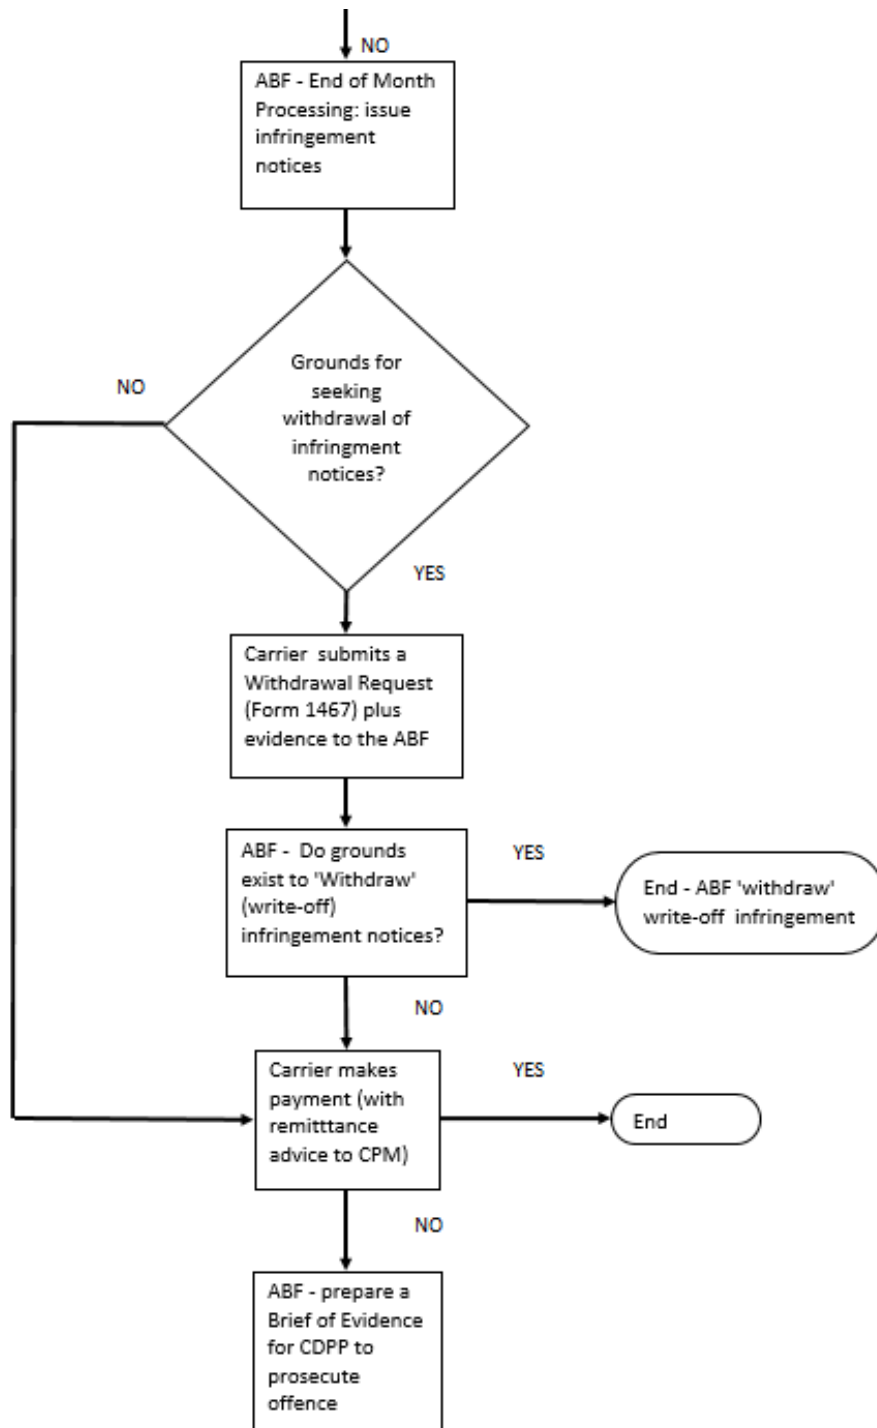 NO
ABF - End of Month
Processing: issue
infringement
notices
Grounds for
seeking
withdrawal of
infringment
notices?
NO
YES
Carrier submits a
Withdrawal Request
(Form 1467) plus
evidence to the ABF
ABF - Do grounds
exist to 'Withdraw'
(write-off)
infringement notices?
YES
End - ABF 'withdraw'
write-off infringement
NO
Carrier makes
payment (with
remitttance
advice to CPM)
YES
End
NO
ABF - prepare a
Brief of Evidence
for CDPP to
prosecute
offence